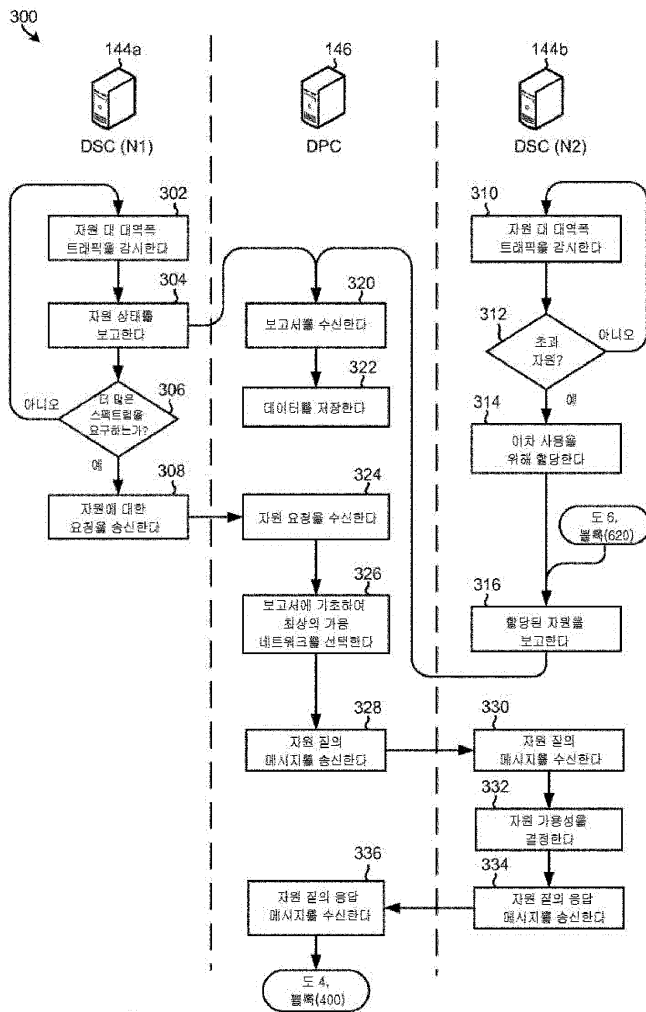 300
144a
146
144b
DSC (N1)
DPC
DSC (N2)
302
자원 대 대역폭
트래픽을 감시한다
304
자원 상태를
보고한다
306
더 많은
스펙트럼을
요구하는가?
아니오
예
308
자원에 대한
요청을 송신한다
320
보고서를 수신한다
322
데이터를 저장한다
324
자원 요청을 수신한다
326
보고서에 기초하여
최상의 가용
네트워크를 선택한다
328
자원 질의
메시지를 송신한다
310
자원 대 대역폭
트래픽을 감시한다
312
초과
자원?
아니오
예
314
이차 사용을
위해 할당한다
도 6,
블록(620)
316
할당된 자원을
보고한다
330
자원 질의
메시지를 수신한다
332
자원 가용성을
결정한다
334
자원 질의 응답
메시지를 송신한다
336
자원 질의 응답
메시지를 수신한다
도 4,
블록(400)